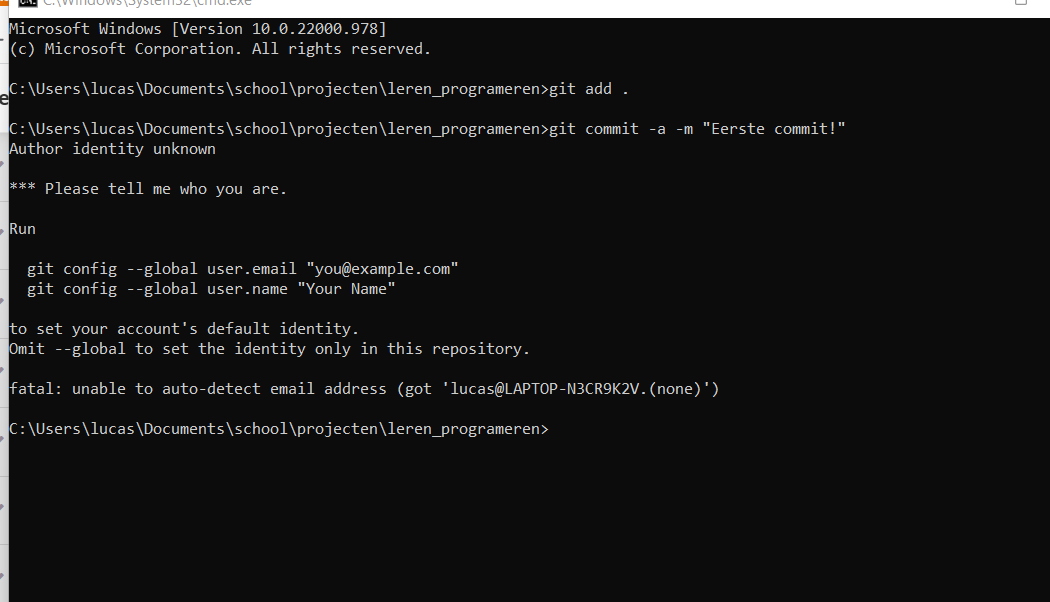 C:\Windows\System32\cmd.exe
Microsoft Windows [Version 10.0.22000.978]
(c) Microsoft Corporation. All rights reserved.
C:\Users\lucas\Documents\school\projecten\leren_programeren>git add .
C:\Users\lucas\Documents\school\projecten\leren_programeren>git commit -a -m "Eerste commit!"
Author identity unknown
*** Please tell me who you are.
Run
git config --global user.email "you@example.com"
git config --global user.name "Your Name"
to set your account's default identity.
Omit --global to set the identity only in this repository.
fatal: unable to auto-detect email address (got 'lucas@LAPTOP-N3CR9K2V.(none)')
C:\Users\lucas\Documents\school\projecten\leren_programeren>